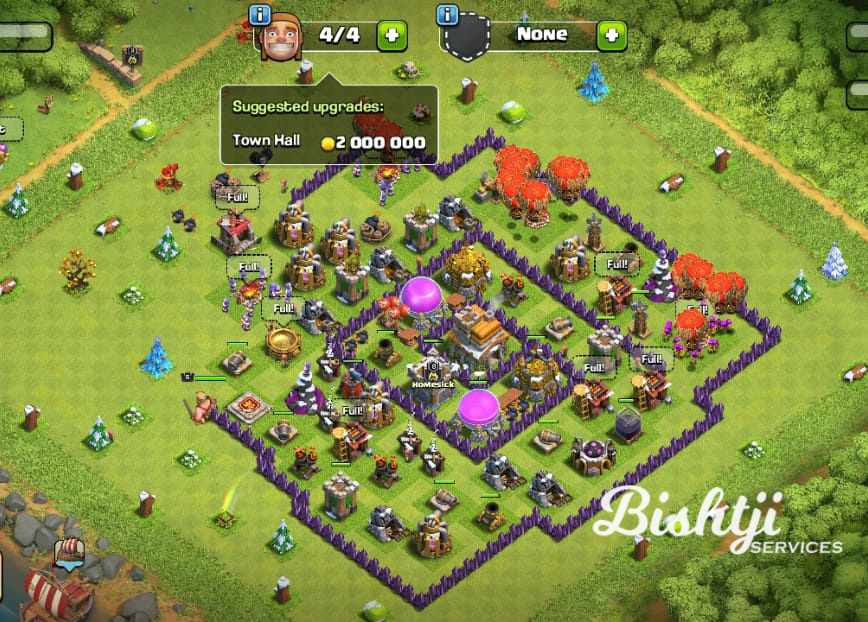 4/4
None
Suggested upgrades:
Town Hall 2 000 000
Full!
Full!
Full!
Full!
Full!
Full!
Full!
HOMESICK
Bishtji
SERVICES